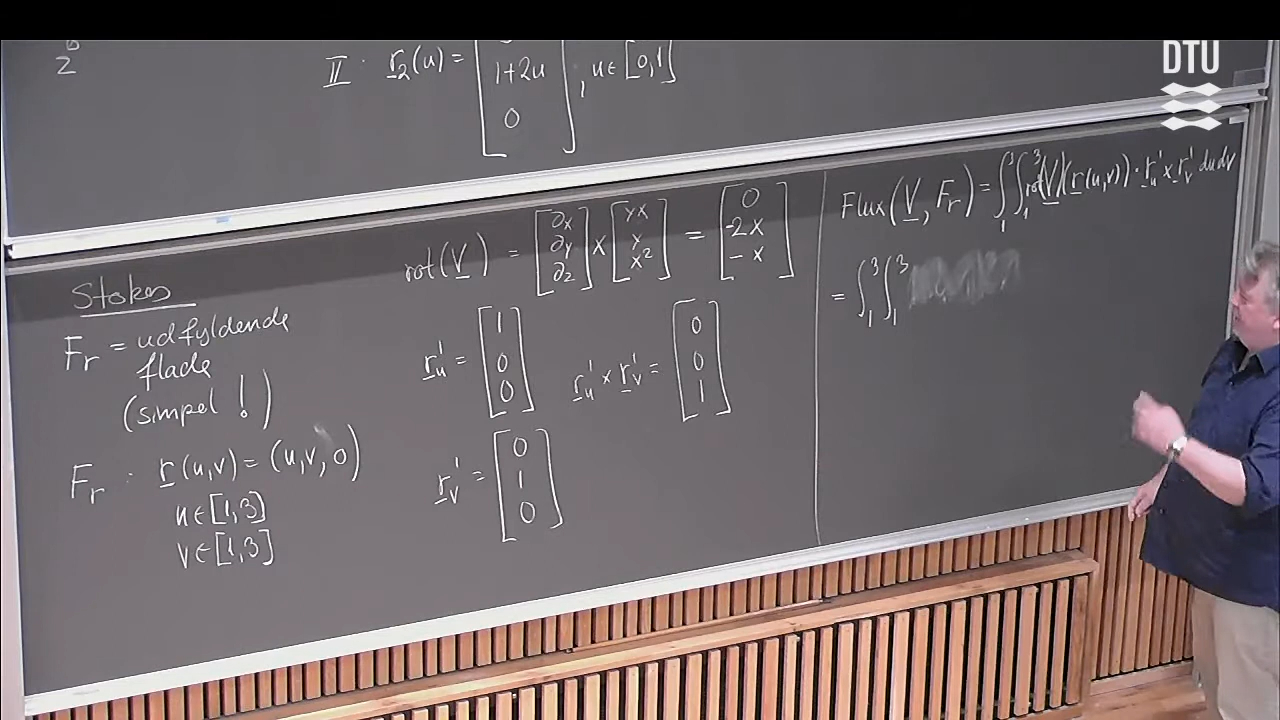 DTU
2
II: r₂(u) = [1+2u, 0], u ∈ [0,1]
Stokes
Fᵣ = udfyldende
flade
(simpel !)
Fᵣ : r(u,v) = (u,v,0)
u ∈ [1,3]
v ∈ [1,3]
rot(V) = [∂x, ∂y, ∂z] × [yx, y, x²] = [0, -2x, -x]
r'ᵤ = [1, 0, 0]
r'ᵤ × r'ᵥ = [0, 0, 1]
r'ᵥ = [0, 1, 0]
Flux(V, Fᵣ) = ∫₁³ ∫₁³ rot(V)(r(u,v)) · r'ᵤ × r'ᵥ du dv
= ∫₁³ ∫₁³